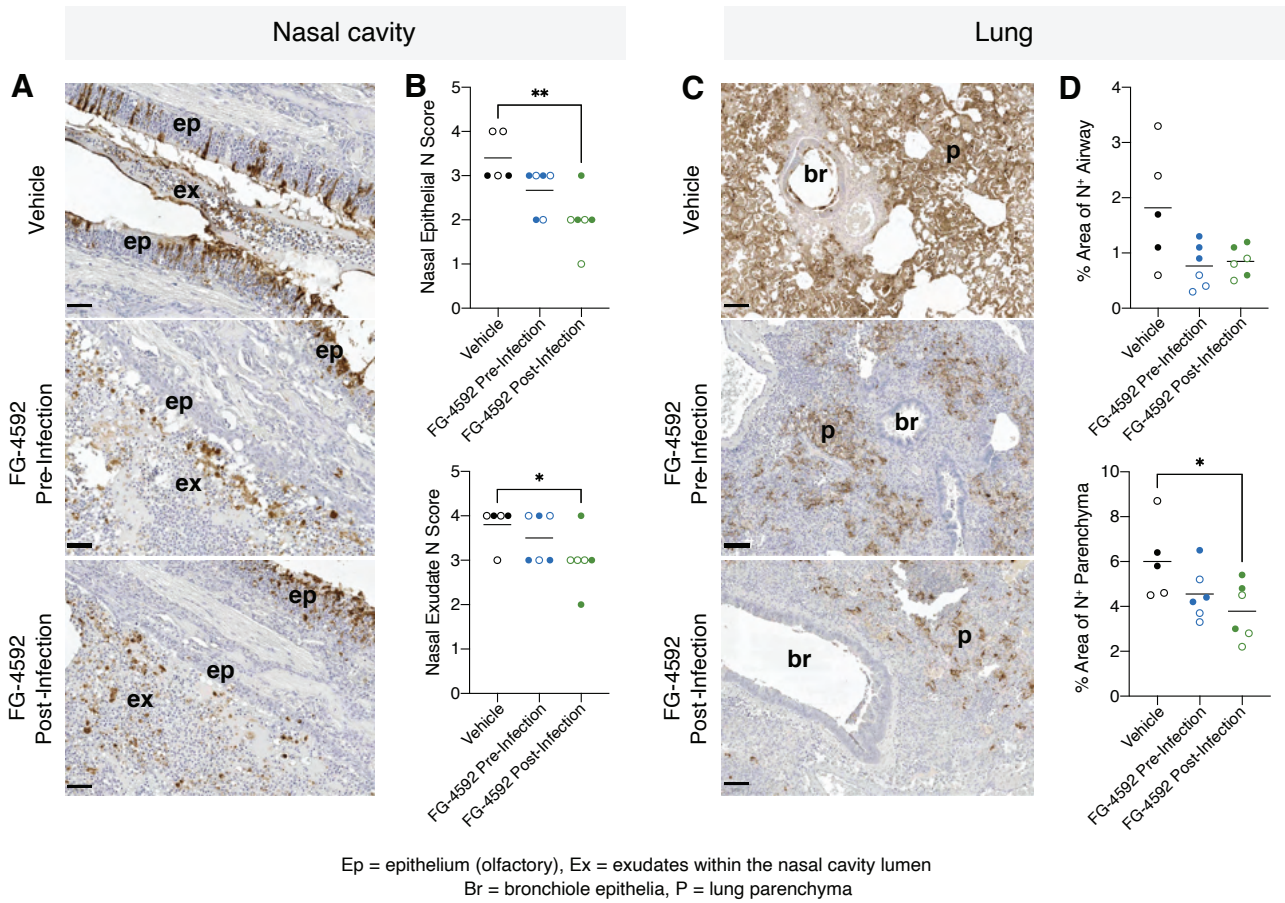 Nasal cavity
Lung
A
Vehicle
ep
ex
ep
FG-4592
Pre-Infection
ep
ep
ex
FG-4592
Post-Infection
ep
ep
ex
B
Nasal Epithelial N Score
5
4
3
2
1
0
**
Vehicle
FG-4592 Pre-Infection
FG-4592 Post-Infection
Nasal Exudate N Score
5
4
3
2
1
0
*
Vehicle
FG-4592 Pre-Infection
FG-4592 Post-Infection
C
Vehicle
p
br
FG-4592
Pre-Infection
br
p
FG-4592
Post-Infection
p
br
D
% Area of N⁺ Airway
4
3
2
1
0
Vehicle
FG-4592 Pre-Infection
FG-4592 Post-Infection
% Area of N⁺ Parenchyma
10
8
6
4
2
0
*
Vehicle
FG-4592 Pre-Infection
FG-4592 Post-Infection
Ep = epithelium (olfactory), Ex = exudates within the nasal cavity lumen
Br = bronchiole epithelia, P = lung parenchyma